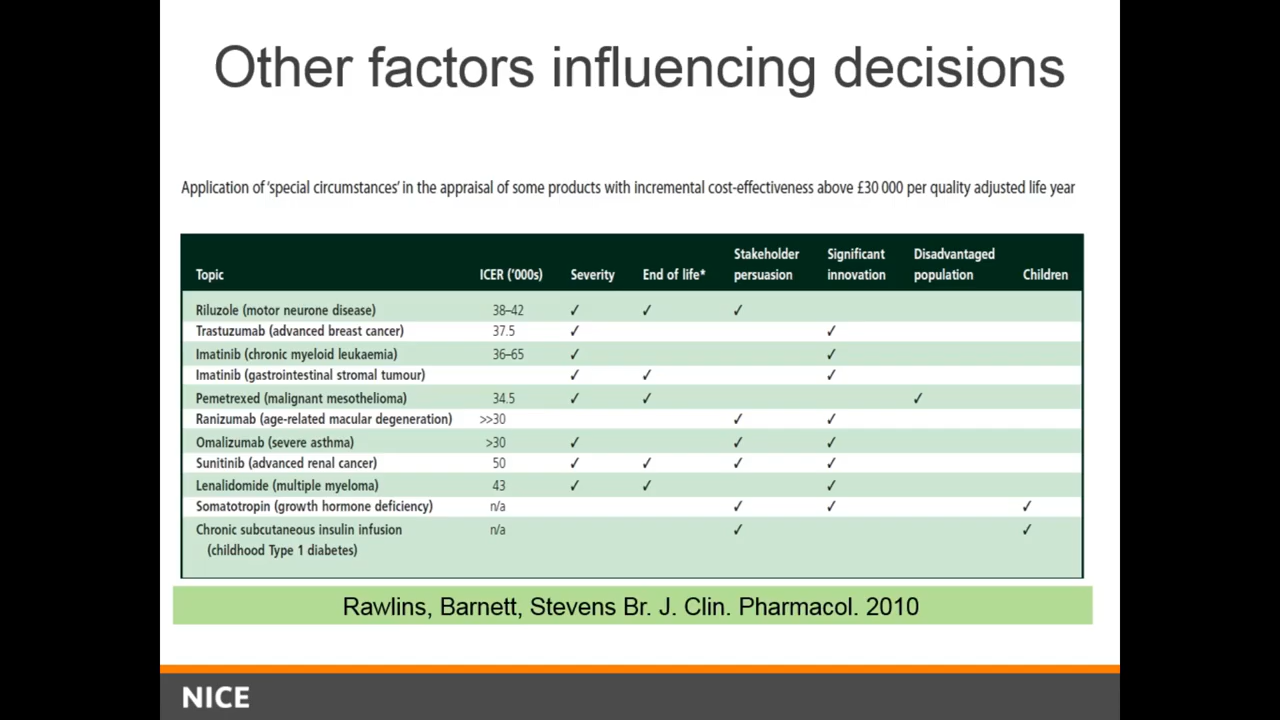 Other factors influencing decisions
Application of 'special circumstances' in the appraisal of some products with incremental cost-effectiveness above £30 000 per quality adjusted life year
Topic ICER ('000s) Severity End of life* Stakeholder persuasion Significant innovation Disadvantaged population Children
Riluzole (motor neurone disease) 38–42 ✓ ✓ ✓
Trastuzumab (advanced breast cancer) 37.5 ✓ ✓
Imatinib (chronic myeloid leukaemia) 36–65 ✓ ✓
Imatinib (gastrointestinal stromal tumour) ✓ ✓ ✓
Pemetrexed (malignant mesothelioma) 34.5 ✓ ✓ ✓
Ranizumab (age-related macular degeneration) >>30 ✓ ✓
Omalizumab (severe asthma) >30 ✓ ✓ ✓
Sunitinib (advanced renal cancer) 50 ✓ ✓ ✓ ✓
Lenalidomide (multiple myeloma) 43 ✓ ✓ ✓
Somatotropin (growth hormone deficiency) n/a ✓ ✓ ✓
Chronic subcutaneous insulin infusion n/a ✓ ✓
(childhood Type 1 diabetes)
Rawlins, Barnett, Stevens Br. J. Clin. Pharmacol. 2010
NICE